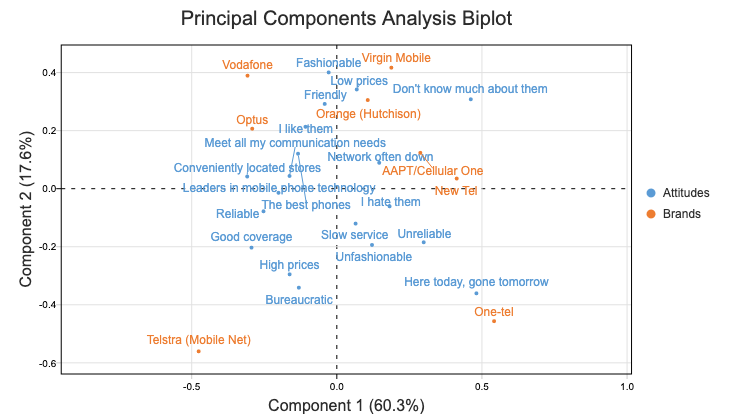 Principal Components Analysis Biplot
Component 2 (17.6%)
0.4
0.2
0.0
-0.2
-0.4
-0.6
Vodafone
Fashionable
Virgin Mobile
Low prices
Don't know much about them
Friendly
Orange (Hutchison)
Optus
I like them
Meet all my communication needs
Network often down
Conveniently located stores
AAPT/Cellular One
Leaders in mobile phone technology
New Tel
The best phones
I hate them
Reliable
Good coverage
Slow service
Unreliable
Unfashionable
High prices
Here today, gone tomorrow
Bureaucratic
One-tel
Telstra (Mobile Net)
Attitudes
Brands
-0.5
0.0
0.5
1.0
Component 1 (60.3%)